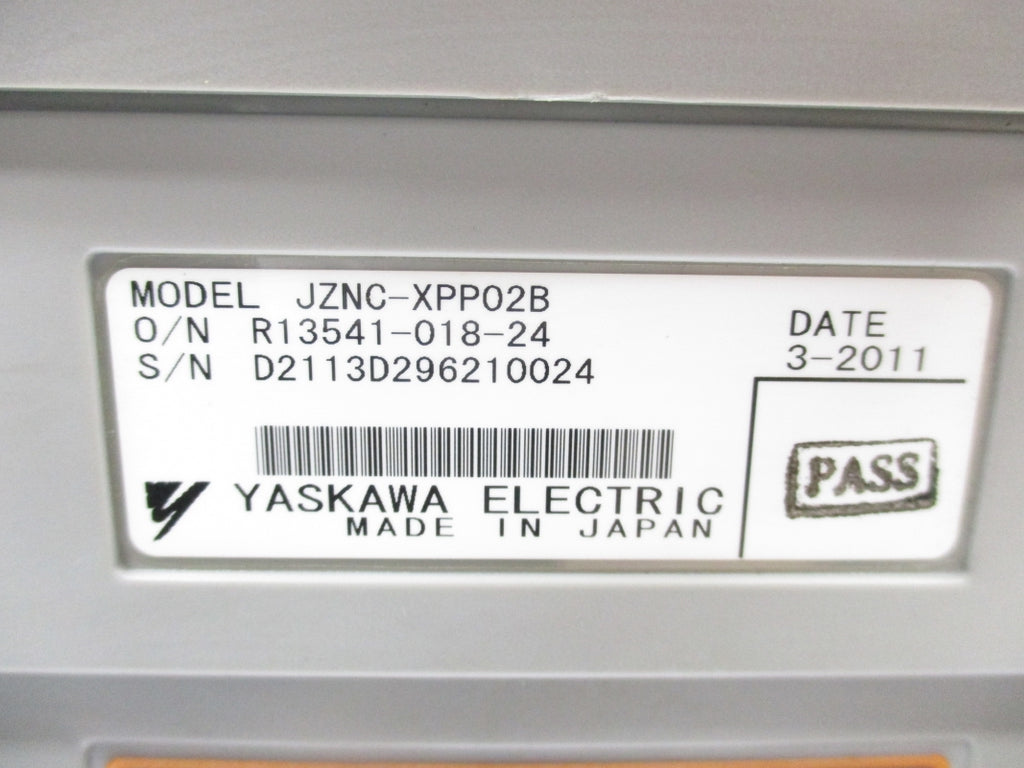 MODEL JZNC-XPP02B
O/N R13541-018-24
S/N D2113D296210024
DATE
3-2011
PASS
YASKAWA ELECTRIC
MADE IN JAPAN